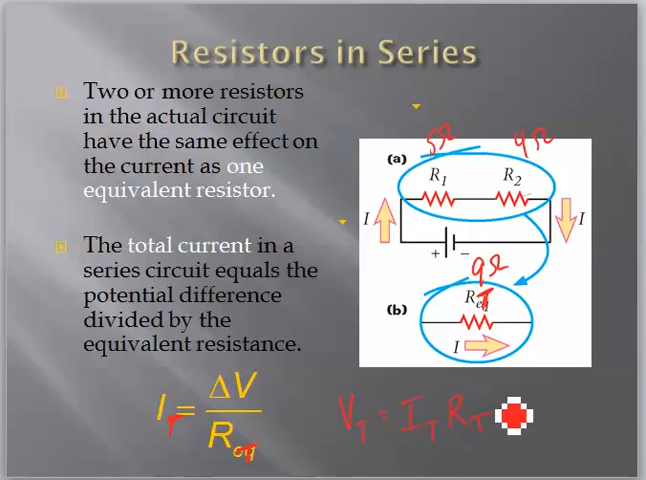 Resistors in Series
Two or more resistors
in the actual circuit
have the same effect on
the current as one
equivalent resistor.
The total current in a
series circuit equals the
potential difference
divided by the
equivalent resistance.
I_T = ΔV / R_eq T
5Ω 4Ω
(a)
R₁ R₂
I I
+ −
9Ω
R_eq T
(b)
I
V_T = I_T R_T